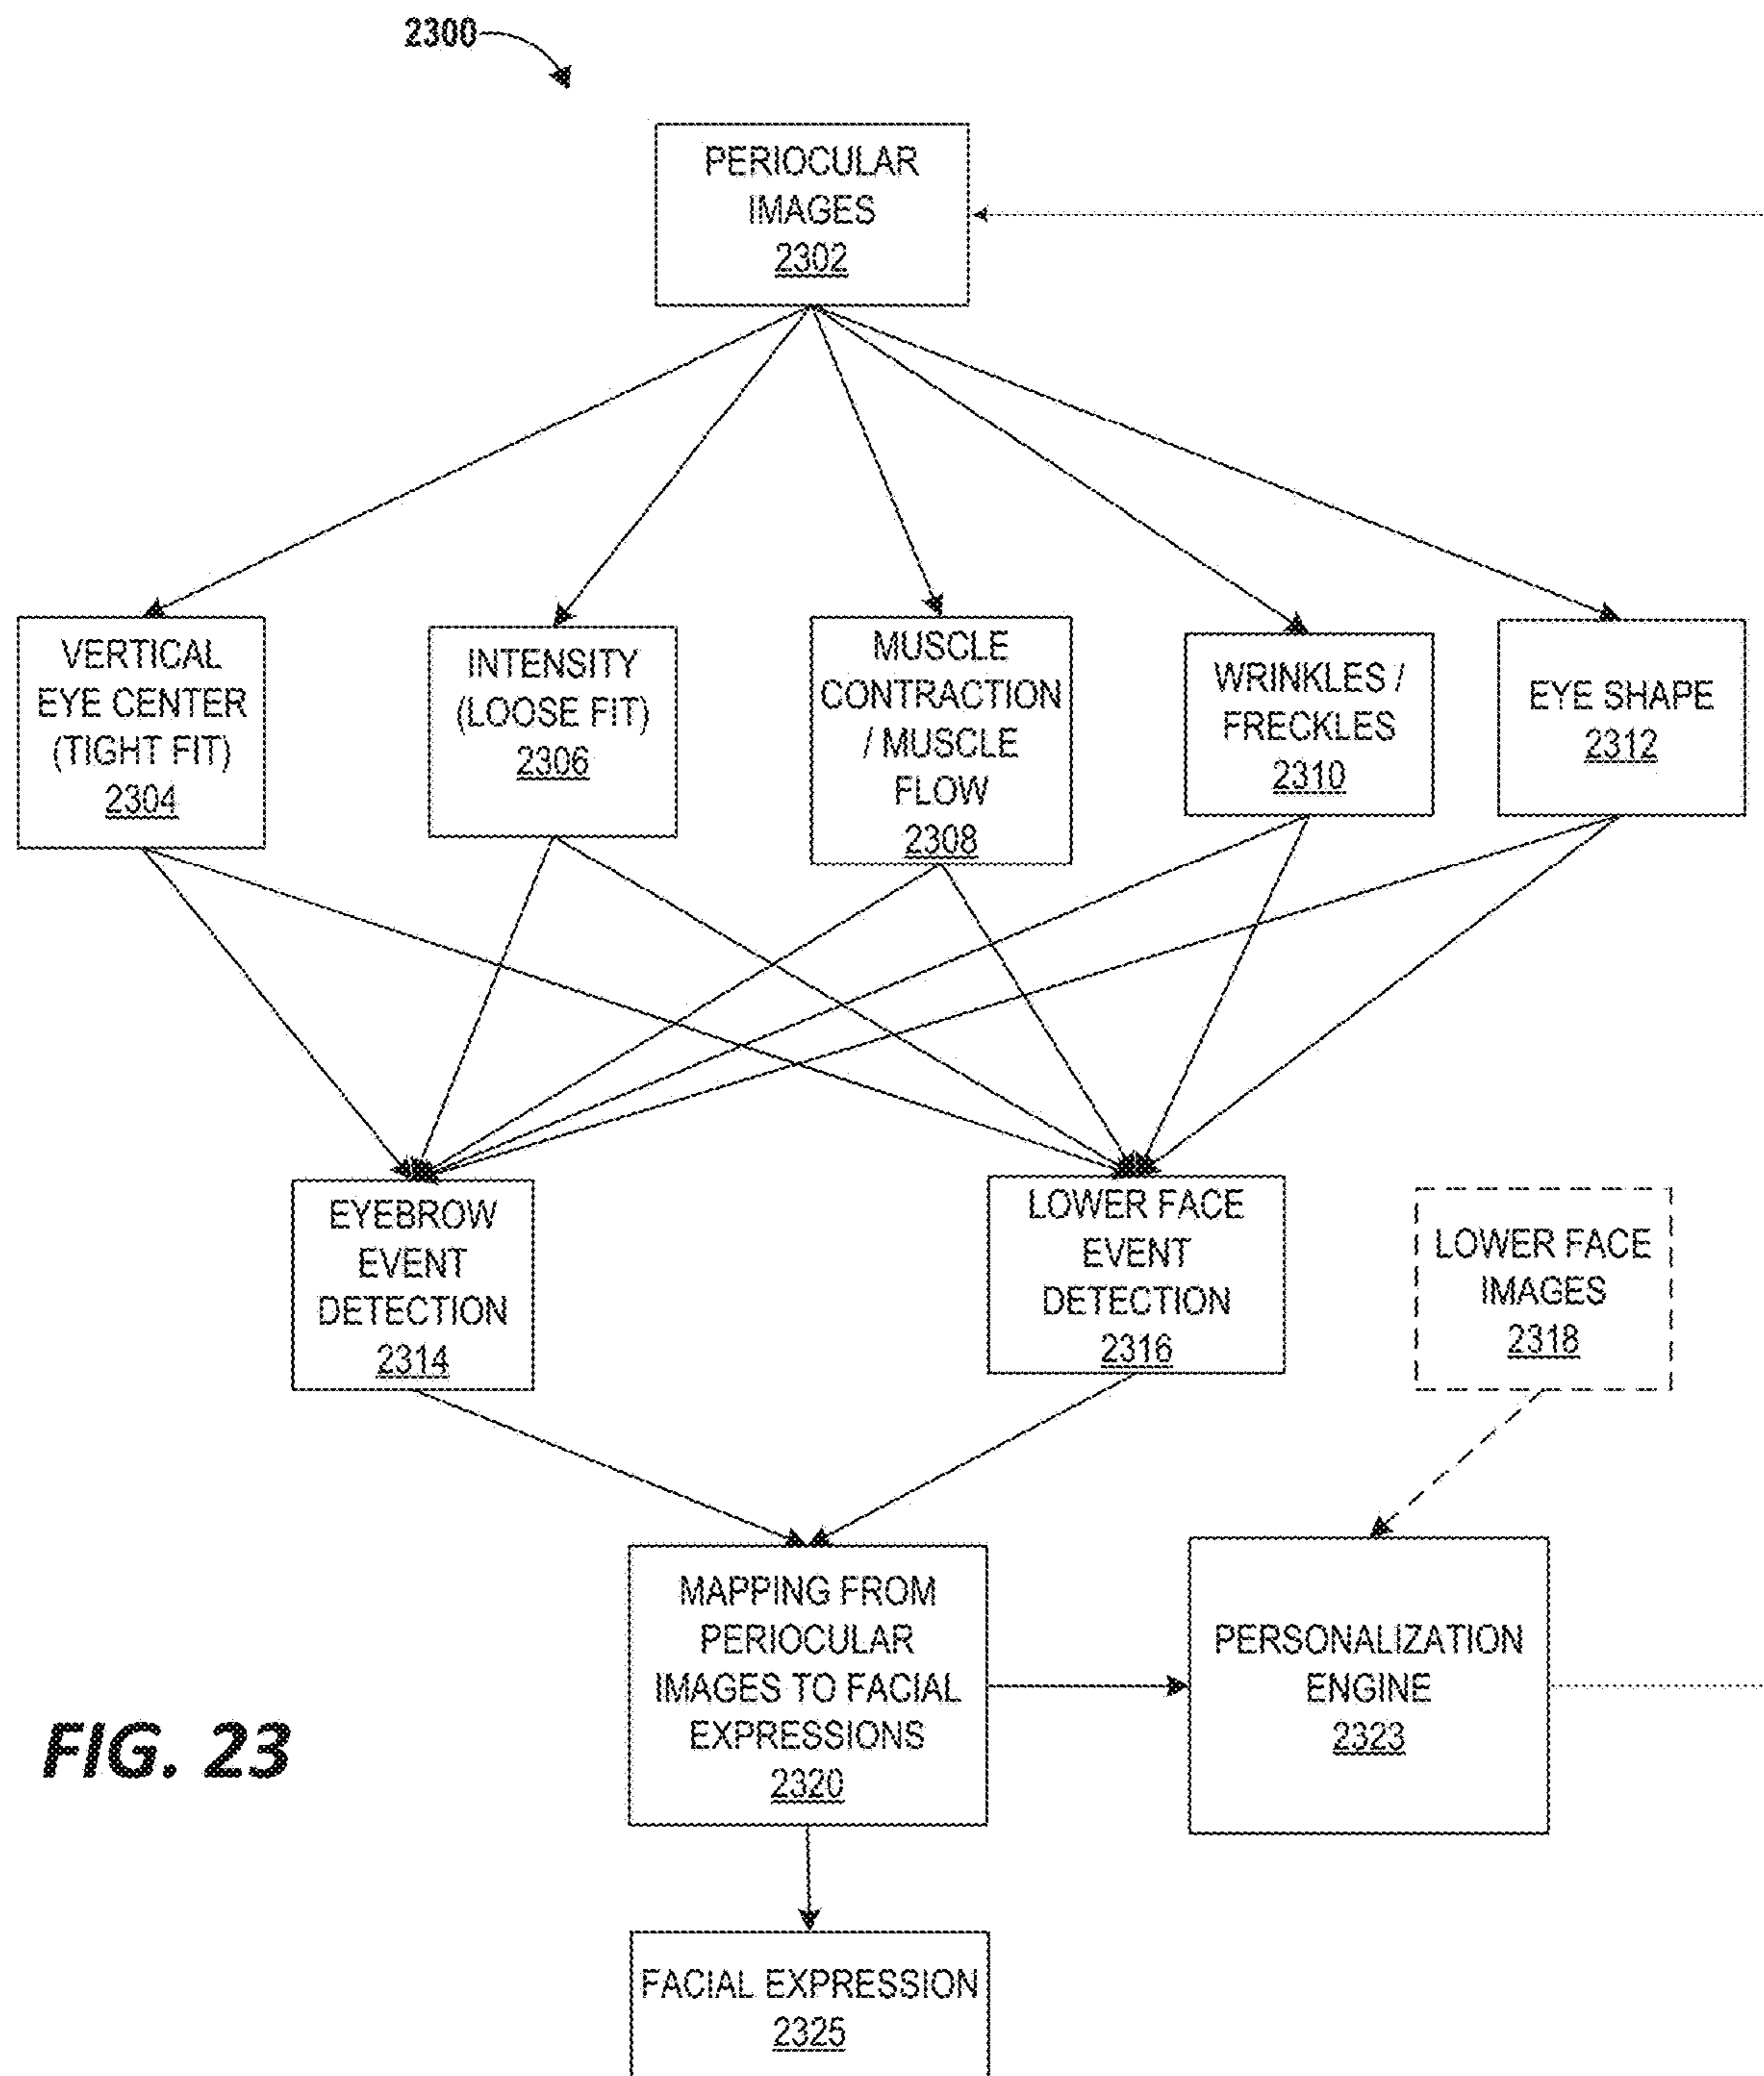 2300
PERIOCULAR
IMAGES
2302
VERTICAL
EYE CENTER
(TIGHT FIT)
2304
INTENSITY
(LOOSE FIT)
2306
MUSCLE
CONTRACTION
/ MUSCLE
FLOW
2308
WRINKLES /
FRECKLES
2310
EYE SHAPE
2312
EYEBROW
EVENT
DETECTION
2314
LOWER FACE
EVENT
DETECTION
2316
LOWER FACE
IMAGES
2318
MAPPING FROM
PERIOCULAR
IMAGES TO FACIAL
EXPRESSIONS
2320
PERSONALIZATION
ENGINE
2323
FIG. 23
FACIAL EXPRESSION
2325